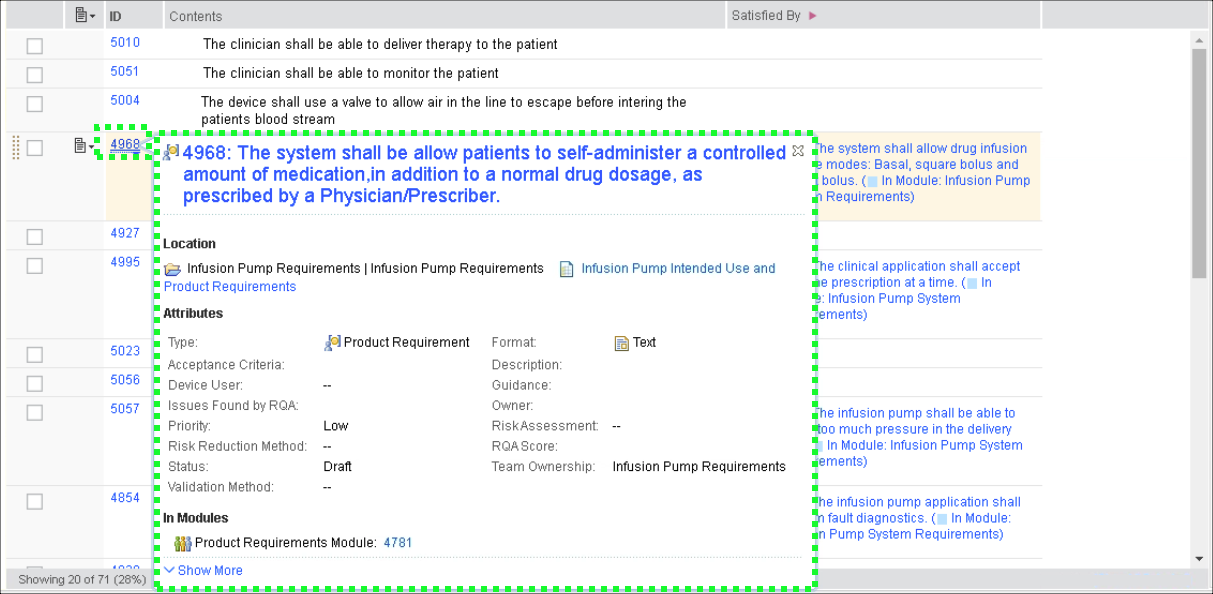 ID Contents Satisfied By
5010 The clinician shall be able to deliver therapy to the patient
5051 The clinician shall be able to monitor the patient
5004 The device shall use a valve to allow air in the line to escape before intering the
patients blood stream
4968
4968: The system shall be allow patients to self-administer a controlled
amount of medication,in addition to a normal drug dosage, as
prescribed by a Physician/Prescriber.
Location
Infusion Pump Requirements | Infusion Pump Requirements Infusion Pump Intended Use and
Product Requirements
Attributes
Type: Product Requirement Format: Text
Acceptance Criteria: Description:
Device User: -- Guidance:
Issues Found by RQA: Owner:
Priority: Low Risk Assessment: --
Risk Reduction Method: -- RQA Score:
Status: Draft Team Ownership: Infusion Pump Requirements
Validation Method: --
In Modules
Product Requirements Module: 4781
Show More
he system shall allow drug infusion
e modes: Basal, square bolus and
bolus. ( In Module: Infusion Pump
Requirements)
4927
4995
he clinical application shall accept
e prescription at a time. ( In
e: Infusion Pump System
ements)
5023
5056
5057
he infusion pump shall be able to
too much pressure in the delivery
In Module: Infusion Pump System
ements)
4854
he infusion pump application shall
fault diagnostics. ( In Module:
n Pump System Requirements)
Showing 20 of 71 (28%)